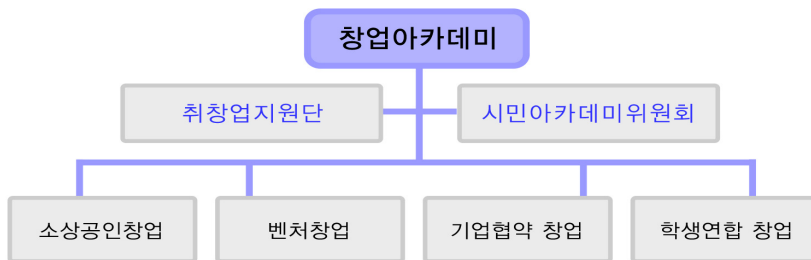 창업아카데미
취창업지원단
시민아카데미위원회
소상공인창업
벤처창업
기업협약 창업
학생연합 창업